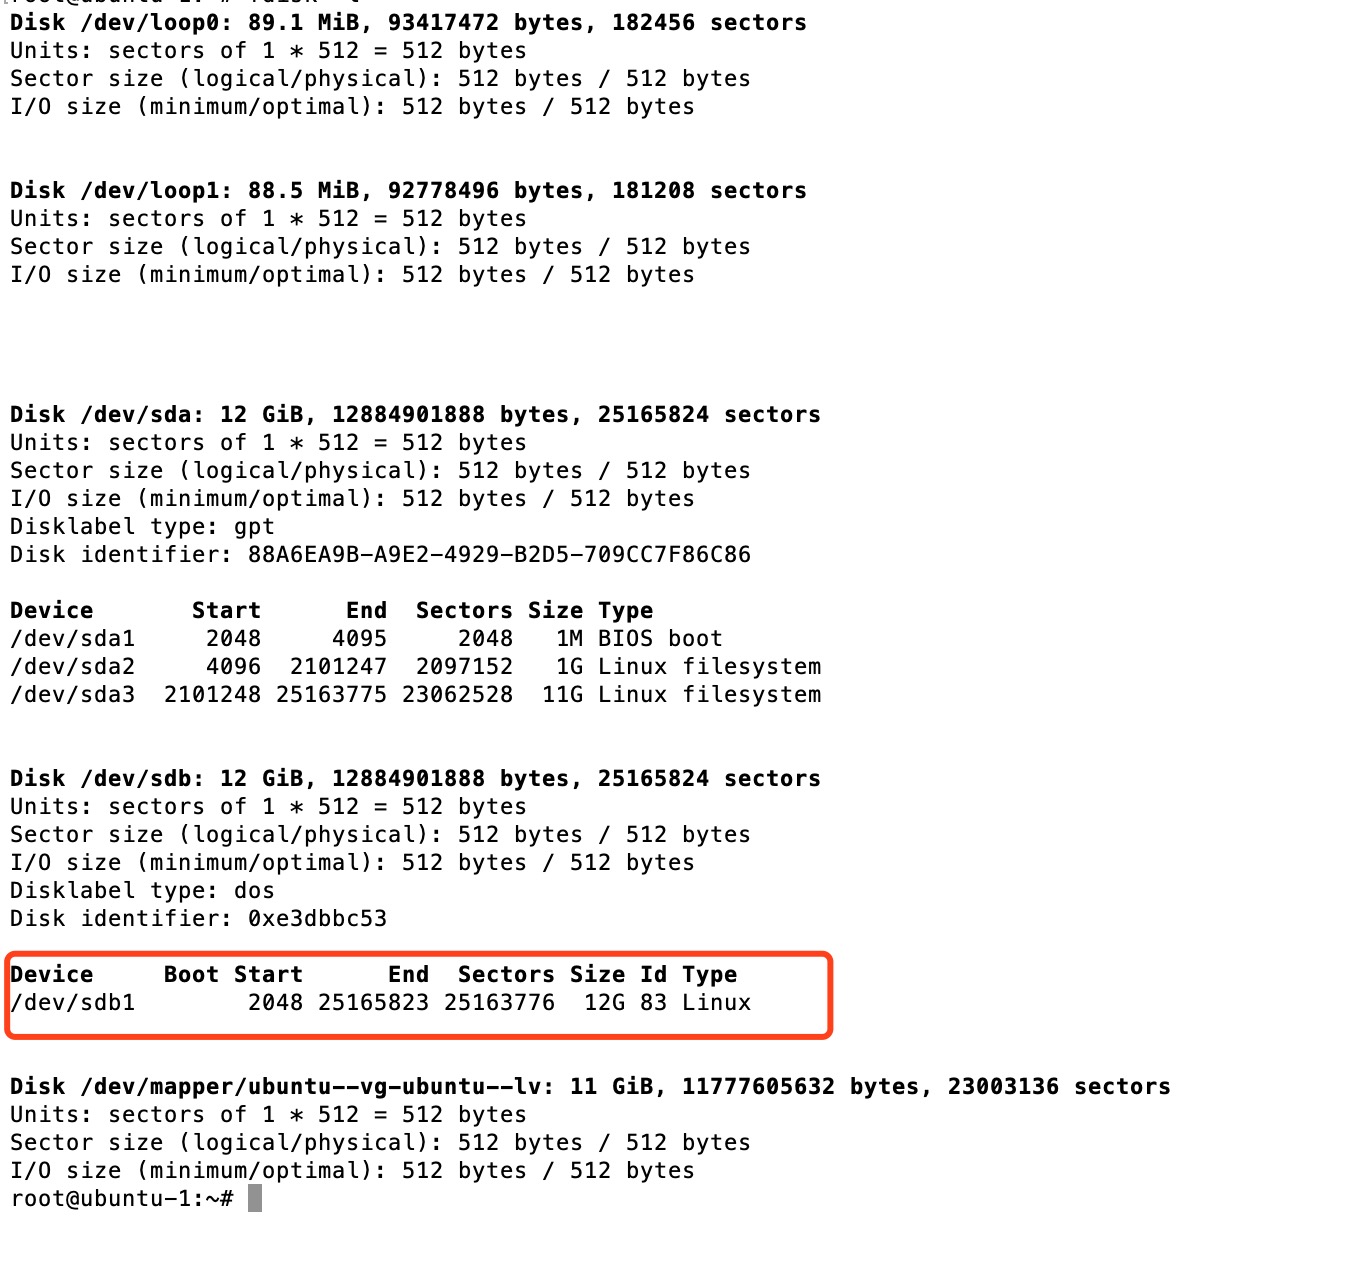 Disk /dev/loop0: 89.1 MiB, 93417472 bytes, 182456 sectors
Units: sectors of 1 * 512 = 512 bytes
Sector size (logical/physical): 512 bytes / 512 bytes
I/O size (minimum/optimal): 512 bytes / 512 bytes
Disk /dev/loop1: 88.5 MiB, 92778496 bytes, 181208 sectors
Units: sectors of 1 * 512 = 512 bytes
Sector size (logical/physical): 512 bytes / 512 bytes
I/O size (minimum/optimal): 512 bytes / 512 bytes
Disk /dev/sda: 12 GiB, 12884901888 bytes, 25165824 sectors
Units: sectors of 1 * 512 = 512 bytes
Sector size (logical/physical): 512 bytes / 512 bytes
I/O size (minimum/optimal): 512 bytes / 512 bytes
Disklabel type: gpt
Disk identifier: 88A6EA9B-A9E2-4929-B2D5-709CC7F86C86
Device       Start      End  Sectors Size Type
/dev/sda1     2048     4095     2048   1M BIOS boot
/dev/sda2     4096  2101247  2097152   1G Linux filesystem
/dev/sda3  2101248 25163775 23062528  11G Linux filesystem
Disk /dev/sdb: 12 GiB, 12884901888 bytes, 25165824 sectors
Units: sectors of 1 * 512 = 512 bytes
Sector size (logical/physical): 512 bytes / 512 bytes
I/O size (minimum/optimal): 512 bytes / 512 bytes
Disklabel type: dos
Disk identifier: 0xe3dbbc53
Device     Boot Start      End  Sectors Size Id Type
/dev/sdb1        2048 25165823 25163776  12G 83 Linux
Disk /dev/mapper/ubuntu--vg-ubuntu--lv: 11 GiB, 11777605632 bytes, 23003136 sectors
Units: sectors of 1 * 512 = 512 bytes
Sector size (logical/physical): 512 bytes / 512 bytes
I/O size (minimum/optimal): 512 bytes / 512 bytes
root@ubuntu-1:~#